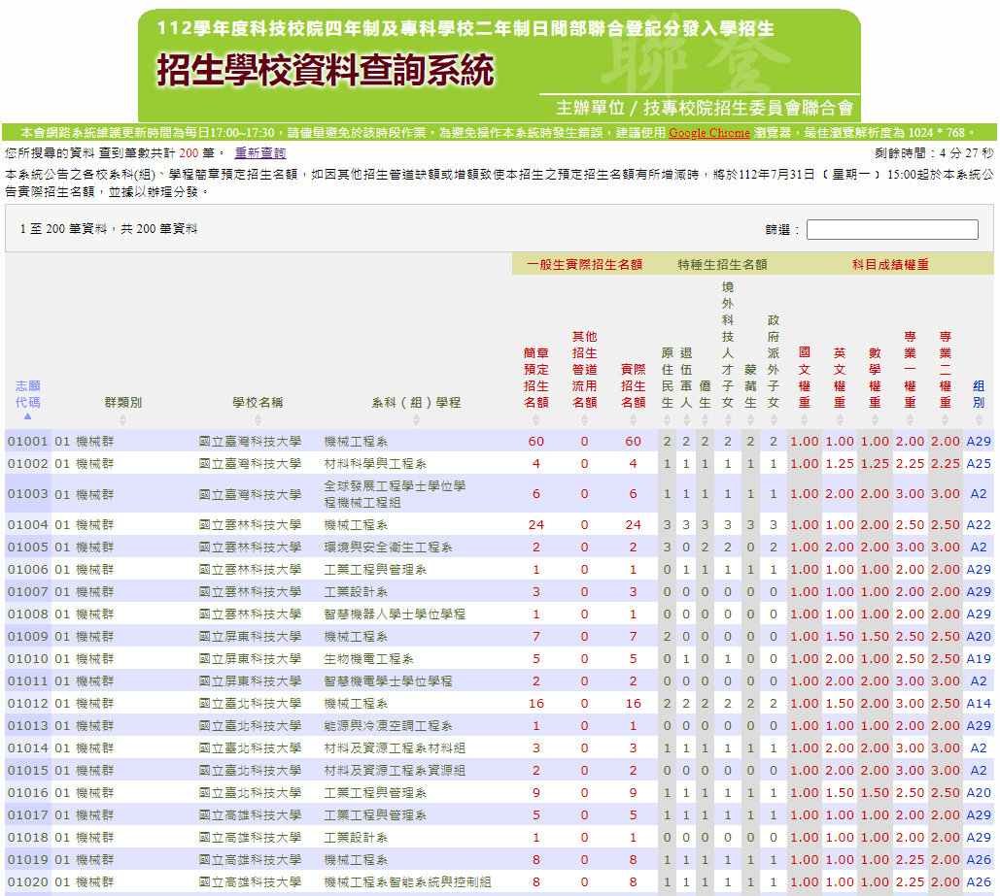 聯登
112學年度科技校院四年制及專科學校二年制日間部聯合登記分發入學招生
招生學校資料查詢系統
主辦單位 / 技專校院招生委員會聯合會
本會網路系統維護更新時間為每日17:00~17:30，請儘量避免於該時段作業。為避免操作本系統時發生錯誤，建議使用 Google Chrome 瀏覽器，最佳瀏覽解析度為 1024 * 768。
您所搜尋的資料 查到筆數共計 200 筆。 重新查詢 剩餘時間：4 分 27 秒
本系統公告之各校系科(組)、學程簡章預定招生名額，如因其他招生管道缺額或增額致使本招生之預定招生名額有所增減時，將於112年7月31日（星期一）15:00起於本系統公
告實際招生名額，並據以辦理分發。
1 至 200 筆資料，共 200 筆資料 篩選：
一般生實際招生名額 特種生招生名額 科目成績權重
志願代碼 群類別 學校名稱 系科（組）學程 簡章預定招生名額 其他招生管道流用名額 實際招生名額 原住民生 退伍軍人 僑生 境外科技人才子女 蒙藏生 政府派外子女 國文權重 英文權重 數學權重 專業一權重 專業二權重 組別
01001 01 機械群 國立臺灣科技大學 機械工程系 60 0 60 2 2 2 2 2 2 1.00 1.00 1.00 2.00 2.00 A29
01002 01 機械群 國立臺灣科技大學 材料科學與工程系 4 0 4 1 1 1 1 1 1 1.00 1.25 1.25 2.25 2.25 A25
01003 01 機械群 國立臺灣科技大學 全球發展工程學士學位學程機械工程組 6 0 6 1 1 1 1 1 1 1.00 2.00 2.00 3.00 3.00 A2
01004 01 機械群 國立雲林科技大學 機械工程系 24 0 24 3 3 3 3 3 3 1.00 1.00 2.00 2.50 2.50 A22
01005 01 機械群 國立雲林科技大學 環境與安全衛生工程系 2 0 2 3 0 2 2 0 2 1.00 2.00 2.00 3.00 3.00 A2
01006 01 機械群 國立雲林科技大學 工業工程與管理系 1 0 1 0 1 1 1 1 1 1.00 1.00 1.00 2.00 2.00 A29
01007 01 機械群 國立雲林科技大學 工業設計系 3 0 3 0 0 0 0 0 0 1.00 1.00 1.00 2.00 2.00 A29
01008 01 機械群 國立雲林科技大學 智慧機器人學士學位學程 1 0 1 0 0 0 0 0 0 1.00 1.00 1.00 2.00 2.00 A29
01009 01 機械群 國立屏東科技大學 機械工程系 7 0 7 2 0 0 0 0 0 1.00 1.50 1.50 2.50 2.50 A20
01010 01 機械群 國立屏東科技大學 生物機電工程系 5 0 5 0 1 0 1 0 0 1.00 2.00 1.00 2.50 2.50 A19
01011 01 機械群 國立屏東科技大學 智慧機電學士學位學程 2 0 2 0 0 0 0 0 0 1.00 2.00 2.00 3.00 3.00 A2
01012 01 機械群 國立臺北科技大學 機械工程系 16 0 16 2 2 2 2 2 2 1.00 1.50 2.00 3.00 2.50 A14
01013 01 機械群 國立臺北科技大學 能源與冷凍空調工程系 1 0 1 0 0 0 0 0 0 1.00 1.00 1.00 2.00 2.00 A29
01014 01 機械群 國立臺北科技大學 材料及資源工程系材料組 3 0 3 1 1 1 1 1 1 1.00 2.00 2.00 3.00 3.00 A2
01015 01 機械群 國立臺北科技大學 材料及資源工程系資源組 2 0 2 0 0 0 0 0 0 1.00 2.00 2.00 3.00 3.00 A2
01016 01 機械群 國立臺北科技大學 工業工程與管理系 9 0 9 1 1 1 1 1 1 1.00 1.50 1.50 2.50 2.50 A20
01017 01 機械群 國立高雄科技大學 工業工程與管理系 5 0 5 1 1 1 1 1 1 1.00 1.00 1.00 2.00 2.00 A29
01018 01 機械群 國立高雄科技大學 工業設計系 1 0 1 0 0 0 0 0 0 1.00 1.00 1.00 2.00 2.00 A29
01019 01 機械群 國立高雄科技大學 機械工程系 8 0 8 1 1 1 1 1 1 1.00 1.00 1.00 2.25 2.00 A26
01020 01 機械群 國立高雄科技大學 機械工程系智能系統與控制組 8 0 8 1 1 1 1 1 1 1.00 1.00 1.00 2.25 2.00 A26